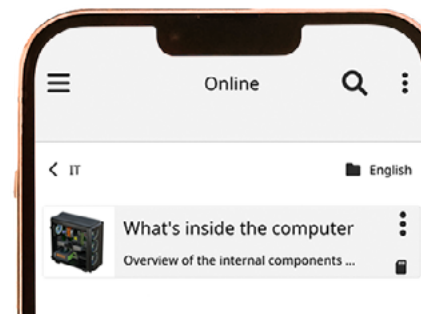 Online
IT
English
What's inside the computer
Overview of the internal components ...